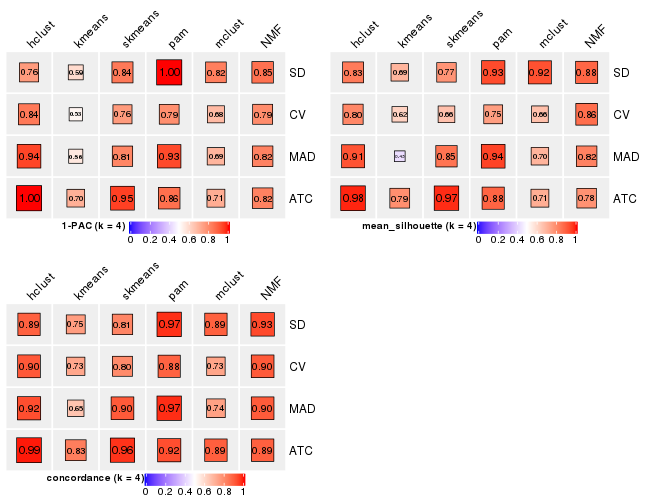 hclust kmeans skmeans pam mclust NMF
0.76 0.59 0.84 1.00 0.82 0.85 SD
0.84 0.53 0.76 0.79 0.68 0.79 CV
0.94 0.56 0.81 0.93 0.69 0.82 MAD
1.00 0.70 0.95 0.86 0.71 0.82 ATC
1-PAC (k = 4)
0 0.2 0.4 0.6 0.8 1
hclust kmeans skmeans pam mclust NMF
0.83 0.69 0.77 0.93 0.92 0.88 SD
0.80 0.62 0.66 0.75 0.66 0.86 CV
0.91 0.45 0.85 0.94 0.70 0.82 MAD
0.98 0.79 0.97 0.88 0.71 0.78 ATC
mean_silhouette (k = 4)
0 0.2 0.4 0.6 0.8 1
hclust kmeans skmeans pam mclust NMF
0.89 0.75 0.81 0.97 0.89 0.93 SD
0.90 0.73 0.80 0.88 0.73 0.90 CV
0.92 0.65 0.90 0.97 0.74 0.90 MAD
0.99 0.83 0.96 0.92 0.89 0.89 ATC
concordance (k = 4)
0 0.2 0.4 0.6 0.8 1